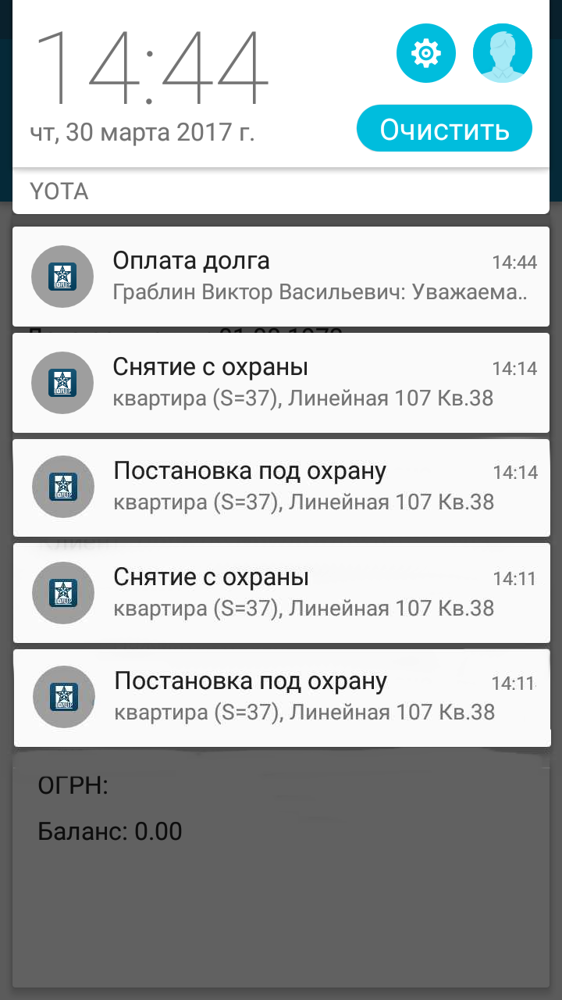 14:44
чт, 30 марта 2017 г.
Очистить
YOTA
Оплата долга 14:44
Граблин Виктор Васильевич: Уважаема..
Снятие с охраны 14:14
квартира (S=37), Линейная 107 Кв.38
Постановка под охрану 14:14
квартира (S=37), Линейная 107 Кв.38
Снятие с охраны 14:11
квартира (S=37), Линейная 107 Кв.38
Постановка под охрану 14:11
квартира (S=37), Линейная 107 Кв.38
ОГРН:
Баланс: 0.00